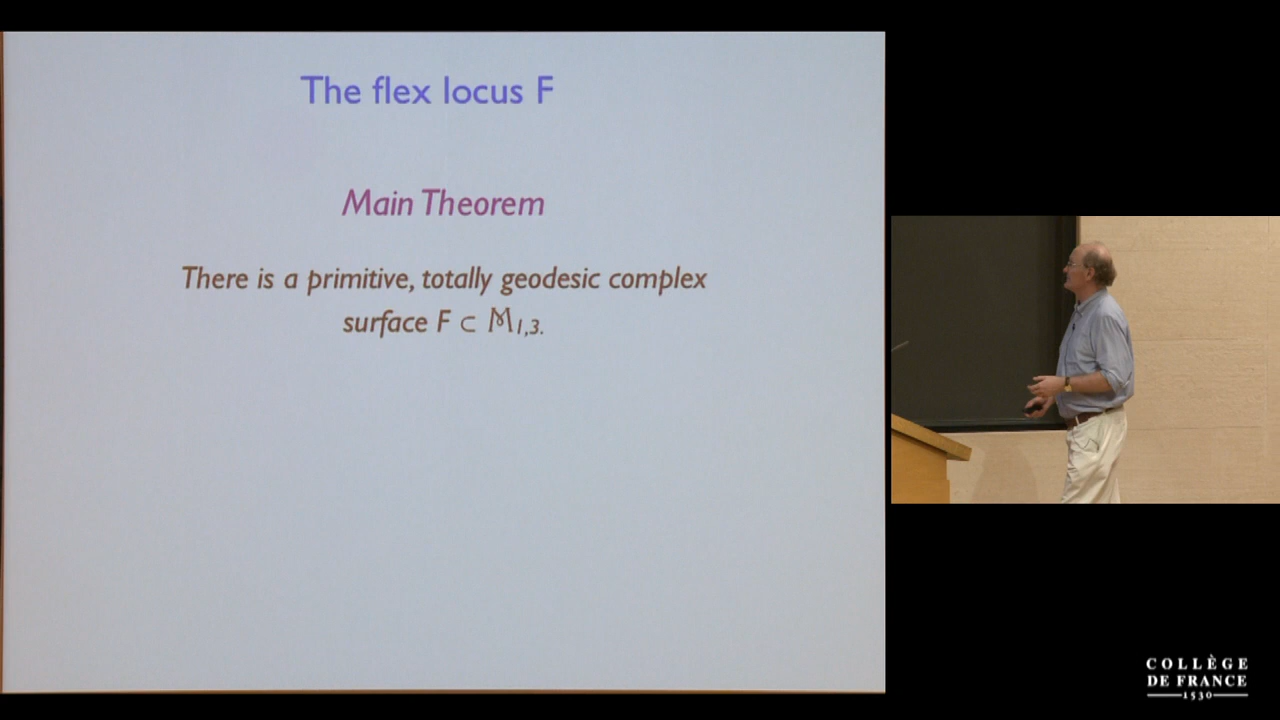 The flex locus F
Main Theorem
There is a primitive, totally geodesic complex
surface F ⊂ M₁,₃.
COLLÈGE
DE FRANCE
1530